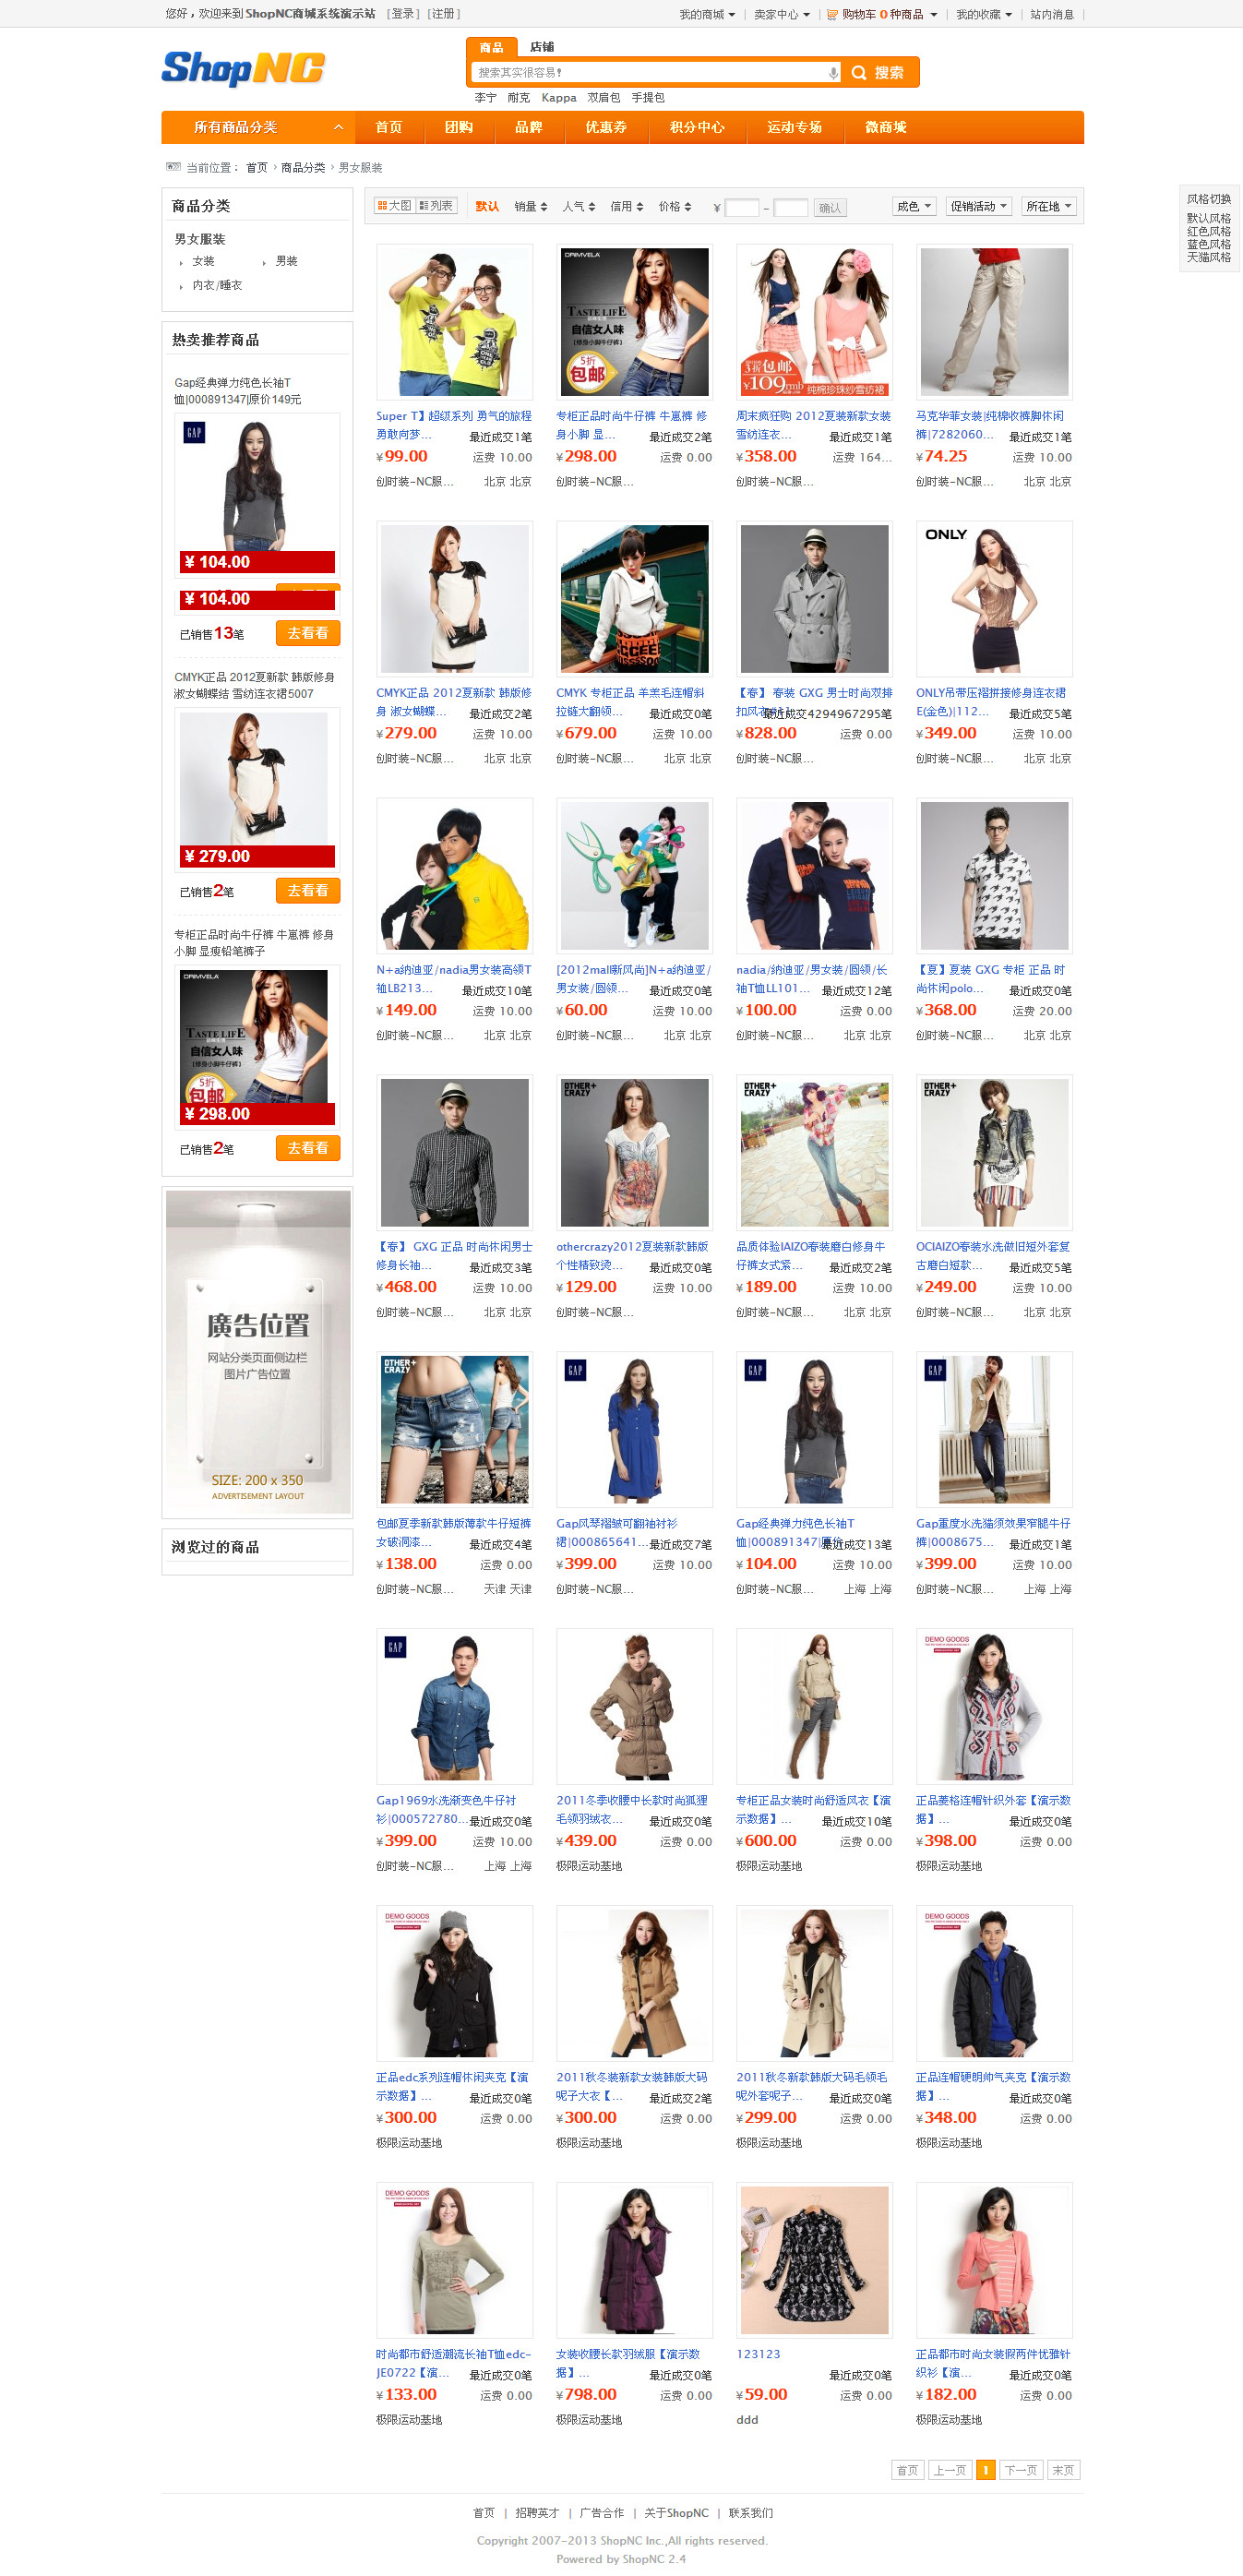 您好，欢迎来到 ShopNC商城系统演示站 [登录] [注册]
我的商城 卖家中心 购物车 0 种商品 我的收藏 站内消息
ShopNC
商品 店铺
搜索其实很容易!
搜索
李宁 耐克 Kappa 双肩包 手提包
所有商品分类 首页 团购 品牌 优惠券 积分中心 运动专场 微商城
当前位置： 首页 › 商品分类 › 男女服装
风格切换
默认风格
红色风格
蓝色风格
天猫风格
商品分类
男女服装
女装 男装
内衣/睡衣
热卖推荐商品
Gap经典弹力纯色长袖T
恤|000891347|原价149元
GAP
¥ 104.00
¥ 104.00
已销售13笔 去看看
CMYK正品 2012夏新款 韩版修身
淑女蝴蝶结 雪纺连衣裙5007
¥ 279.00
已销售2笔 去看看
专柜正品时尚牛仔裤 牛崽裤 修身
小脚 显瘦铅笔裤子
DRIMVELA
TASTE LIFE
自信女人味
【修身小脚牛仔裤】
5折
包邮
¥ 298.00
已销售2笔 去看看
廣告位置
网站分类页面侧边栏
图片广告位置
SIZE: 200 x 350
ADVERTISEMENT LAYOUT
浏览过的商品
大图 列表 默认 销量 人气 信用 价格 ¥ - 确认 成色 促销活动 所在地
DRIMVELA
TASTE LIFE
自信女人味
【修身小脚牛仔裤】
5折
包邮
3折包邮
¥109rmb
纯棉珍珠纱雪纺裙
Super T】超级系列 勇气的旅程
勇敢向梦... 最近成交1笔
¥99.00 运费 10.00
创时装-NC服... 北京 北京
专柜正品时尚牛仔裤 牛崽裤 修
身小脚 显... 最近成交2笔
¥298.00 运费 0.00
创时装-NC服...
周末疯狂购 2012夏装新款女装
雪纺连衣... 最近成交1笔
¥358.00 运费 164...
创时装-NC服...
马克华菲女装|纯棉收裤脚休闲
裤|7282060... 最近成交1笔
¥74.25 运费 10.00
创时装-NC服... 北京 北京
ONLY
CMYK正品 2012夏新款 韩版修
身 淑女蝴蝶... 最近成交2笔
¥279.00 运费 10.00
创时装-NC服... 北京 北京
CMYK 专柜正品 羊羔毛连帽斜
拉链大翻领... 最近成交0笔
¥679.00 运费 10.00
创时装-NC服... 北京 北京
【春】 春装 GXG 男士时尚双排
扣风衣 最近成交4294967295笔
¥828.00 运费 0.00
创时装-NC服...
ONLY吊带压褶拼接修身连衣裙
E(金色)|112... 最近成交5笔
¥349.00 运费 10.00
创时装-NC服... 北京 北京
N+a纳迪亚/nadia男女装高领T
恤LB213... 最近成交10笔
¥149.00 运费 10.00
创时装-NC服... 北京 北京
[2012mall新风尚]N+a纳迪亚/
男女装/圆领... 最近成交0笔
¥60.00 运费 10.00
创时装-NC服... 北京 北京
nadia/纳迪亚/男女装/圆领/长
袖T恤LL101... 最近成交12笔
¥100.00 运费 0.00
创时装-NC服... 北京 北京
【夏】夏装 GXG 专柜 正品 时
尚休闲polo... 最近成交0笔
¥368.00 运费 20.00
创时装-NC服... 北京 北京
OTHER+CRAZY
OTHER+CRAZY
OTHER+CRAZY
【春】 GXG 正品 时尚休闲男士
修身长袖... 最近成交3笔
¥468.00 运费 10.00
创时装-NC服... 北京 北京
othercrazy2012夏装新款韩版
个性精致烫... 最近成交0笔
¥129.00 运费 10.00
创时装-NC服...
品质体验IAIZO春装磨白修身牛
仔裤女式紧... 最近成交2笔
¥189.00 运费 10.00
创时装-NC服... 北京 北京
OCIAIZO春装水洗做旧短外套复
古磨白短款... 最近成交5笔
¥249.00 运费 10.00
创时装-NC服... 北京 北京
OTHER+CRAZY
GAP
GAP
GAP
包邮夏季新款韩版薄款牛仔短裤
女破洞漆... 最近成交4笔
¥138.00 运费 0.00
创时装-NC服... 天津 天津
Gap风琴褶皱可翻袖衬衫
裙|000865641... 最近成交7笔
¥399.00 运费 10.00
创时装-NC服...
Gap经典弹力纯色长袖T
恤|000891347|原价 最近成交13笔
¥104.00 运费 10.00
创时装-NC服... 上海 上海
Gap重度水洗猫须效果窄腿牛仔
裤|0008675... 最近成交1笔
¥399.00 运费 10.00
创时装-NC服... 上海 上海
GAP
DEMO GOODS
Gap1969水洗渐变色牛仔衬
衫|000572780... 最近成交0笔
¥399.00 运费 10.00
创时装-NC服... 上海 上海
2011冬季收腰中长款时尚狐狸
毛领羽绒衣... 最近成交0笔
¥439.00 运费 0.00
极限运动基地
专柜正品女装时尚舒适风衣【演
示数据】... 最近成交10笔
¥600.00 运费 0.00
极限运动基地
正品菱格连帽针织外套【演示数
据】... 最近成交0笔
¥398.00 运费 0.00
极限运动基地
DEMO GOODS
DEMO GOODS
正品edc系列连帽休闲夹克【演
示数据】... 最近成交0笔
¥300.00 运费 0.00
极限运动基地
2011秋冬装新款女装韩版大码
呢子大衣【... 最近成交2笔
¥300.00 运费 0.00
极限运动基地
2011秋冬新款韩版大码毛领毛
呢外套呢子... 最近成交0笔
¥299.00 运费 0.00
极限运动基地
正品连帽硬朗帅气夹克【演示数
据】... 最近成交0笔
¥348.00 运费 0.00
极限运动基地
DEMO GOODS
时尚都市舒适潮流长袖T恤edc-
JE0722【演... 最近成交0笔
¥133.00 运费 0.00
极限运动基地
女装收腰长款羽绒服【演示数
据】... 最近成交0笔
¥798.00 运费 0.00
极限运动基地
123123
最近成交0笔
¥59.00 运费 0.00
ddd
正品都市时尚女装假两件优雅针
织衫【演... 最近成交0笔
¥182.00 运费 0.00
极限运动基地
首页 上一页 1 下一页 末页
首页 | 招聘英才 | 广告合作 | 关于ShopNC | 联系我们
Copyright 2007-2013 ShopNC Inc.,All rights reserved.
Powered by ShopNC 2.4